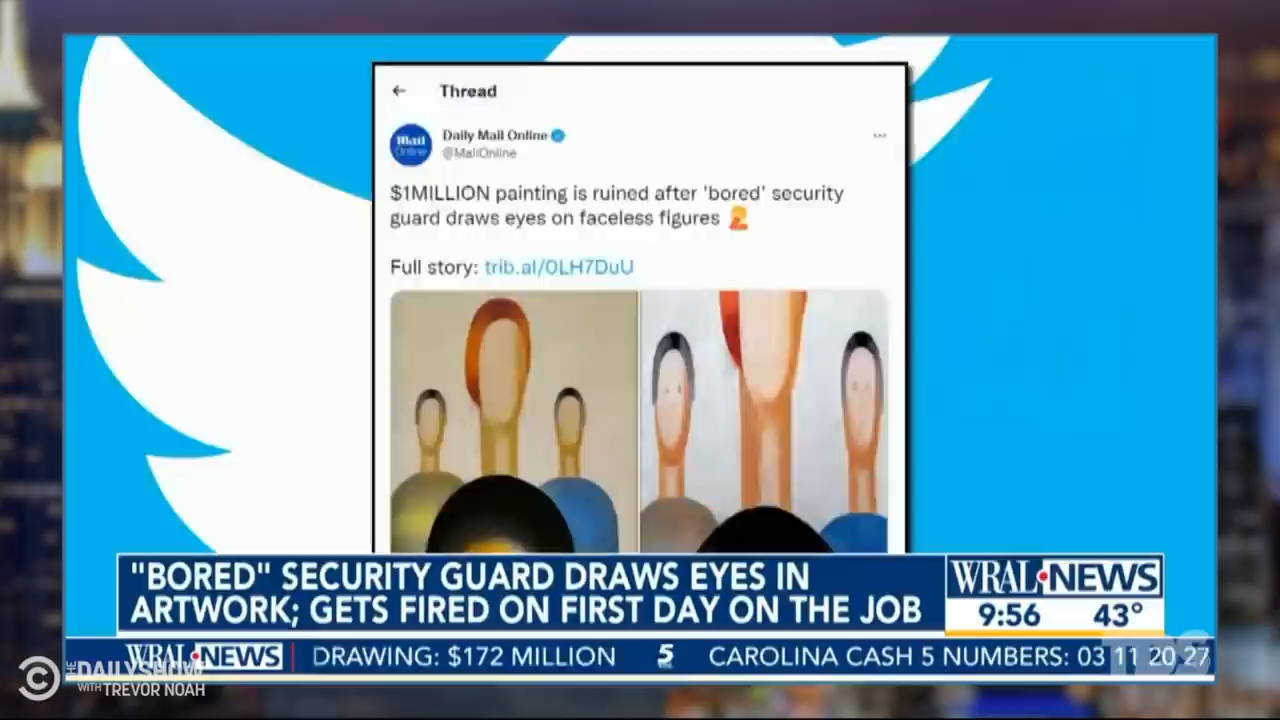 Thread
Mail
Online
Daily Mail Online
@MailOnline
$1MILLION painting is ruined after 'bored' security
guard draws eyes on faceless figures
Full story: trib.al/0LH7DuU
"BORED" SECURITY GUARD DRAWS EYES IN
ARTWORK; GETS FIRED ON FIRST DAY ON THE JOB
WRAL NEWS
9:56 43°
WRAL NEWS DRAWING: $172 MILLION 5 CAROLINA CASH 5 NUMBERS: 03 11 20 27
THE DAILY SHOW
WITH TREVOR NOAH